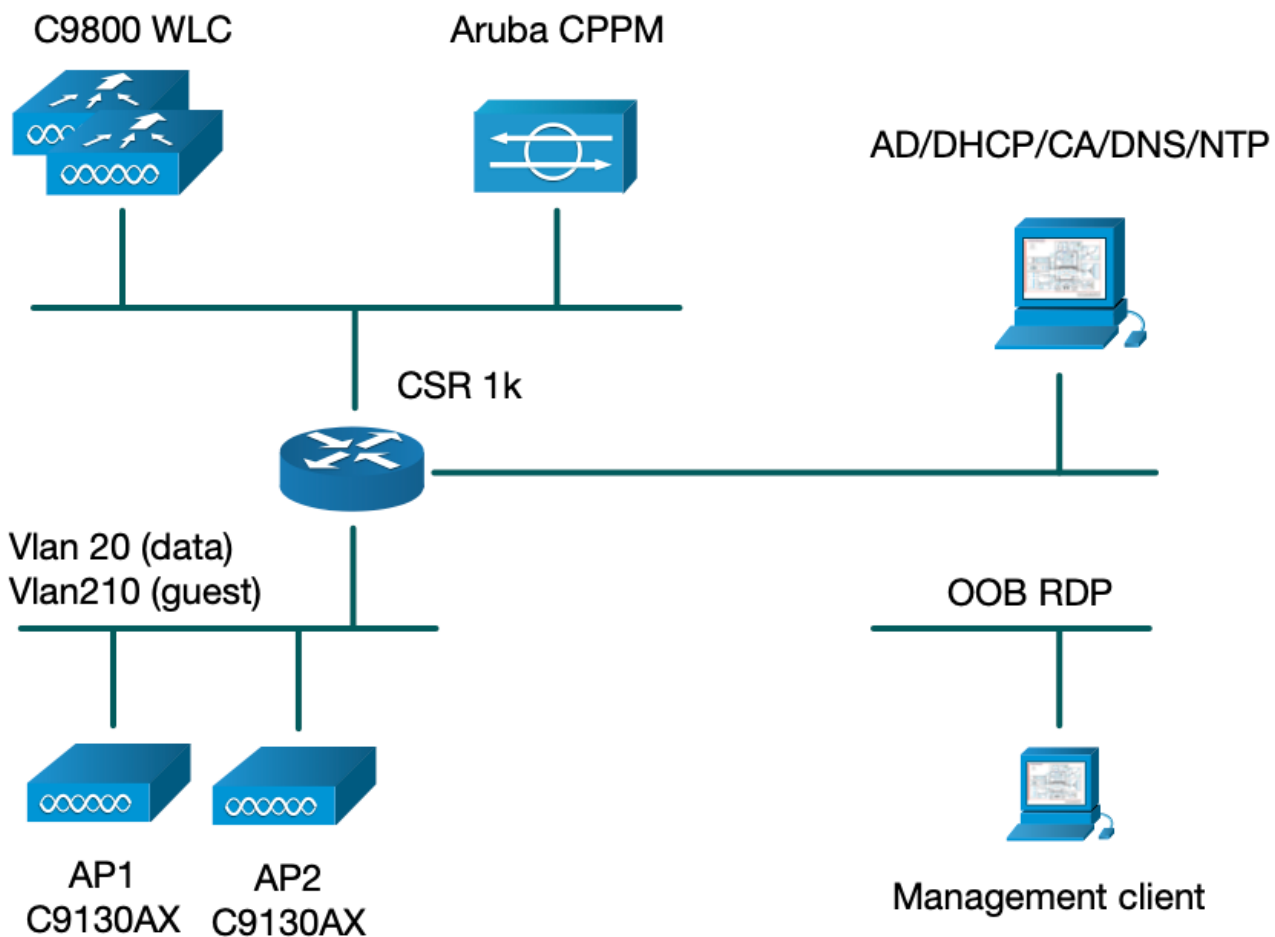 C9800 WLC
Aruba CPPM
AD/DHCP/CA/DNS/NTP
CSR 1k
Vlan 20 (data)
Vlan210 (guest)
OOB RDP
AP1
C9130AX
AP2
C9130AX
Management client